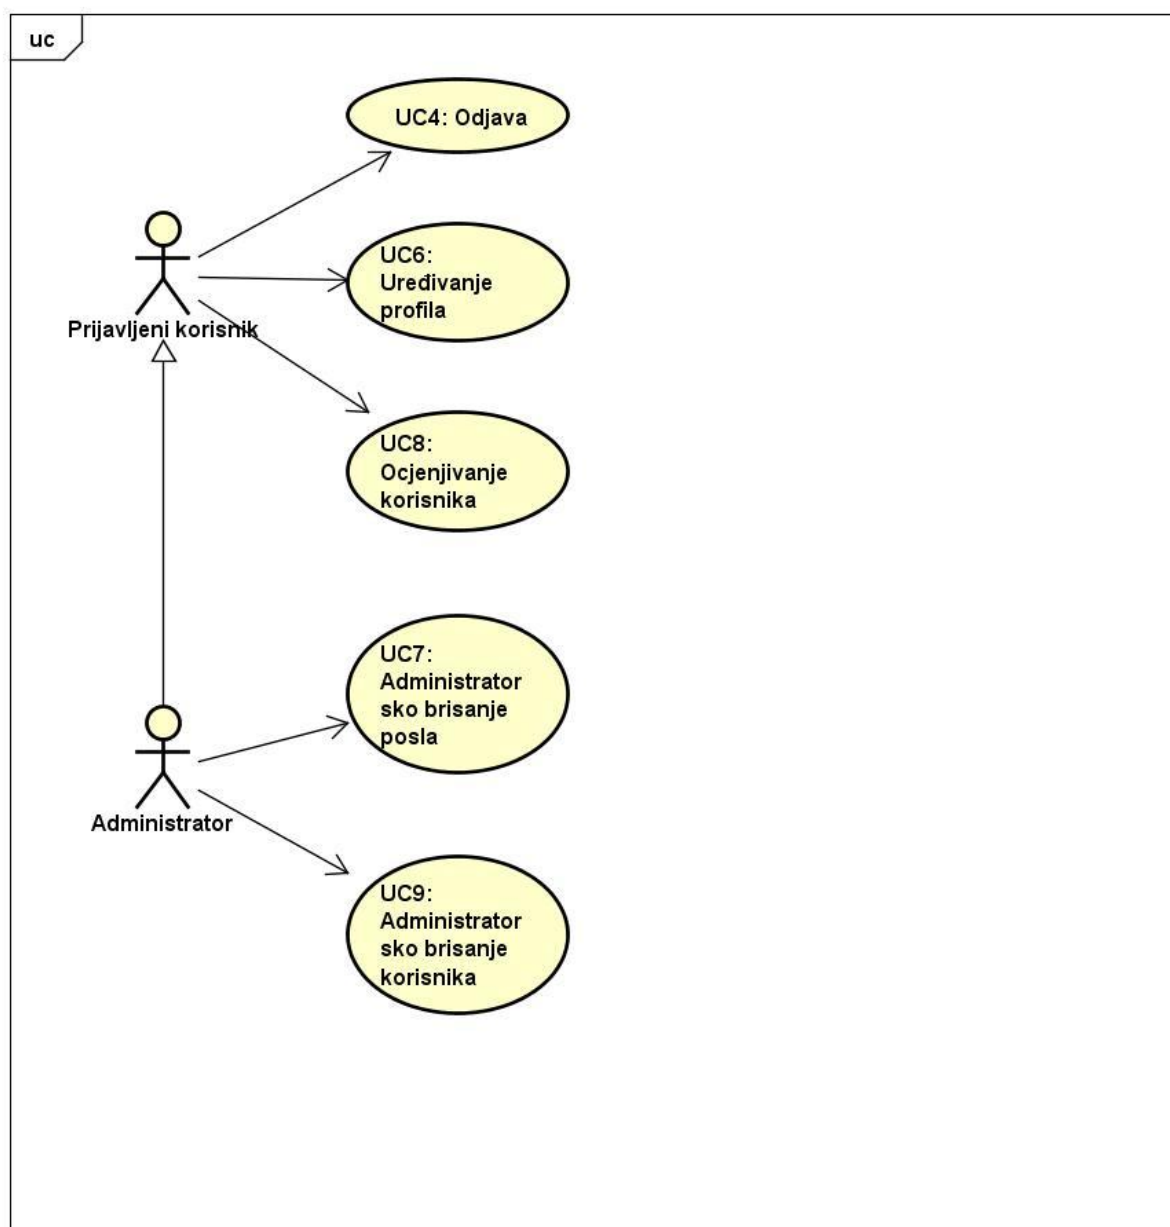 uc
UC4: Odjava
UC6:
Uređivanje
profila
Prijavljeni korisnik
UC8:
Ocjenjivanje
korisnika
UC7:
Administrator
sko brisanje
posla
Administrator
UC9:
Administrator
sko brisanje
korisnika